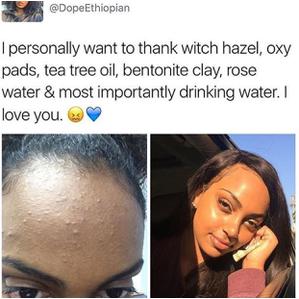 @DopeEthiopian
I personally want to thank witch hazel, oxy
pads, tea tree oil, bentonite clay, rose
water & most importantly drinking water. I
love you. 😖💙